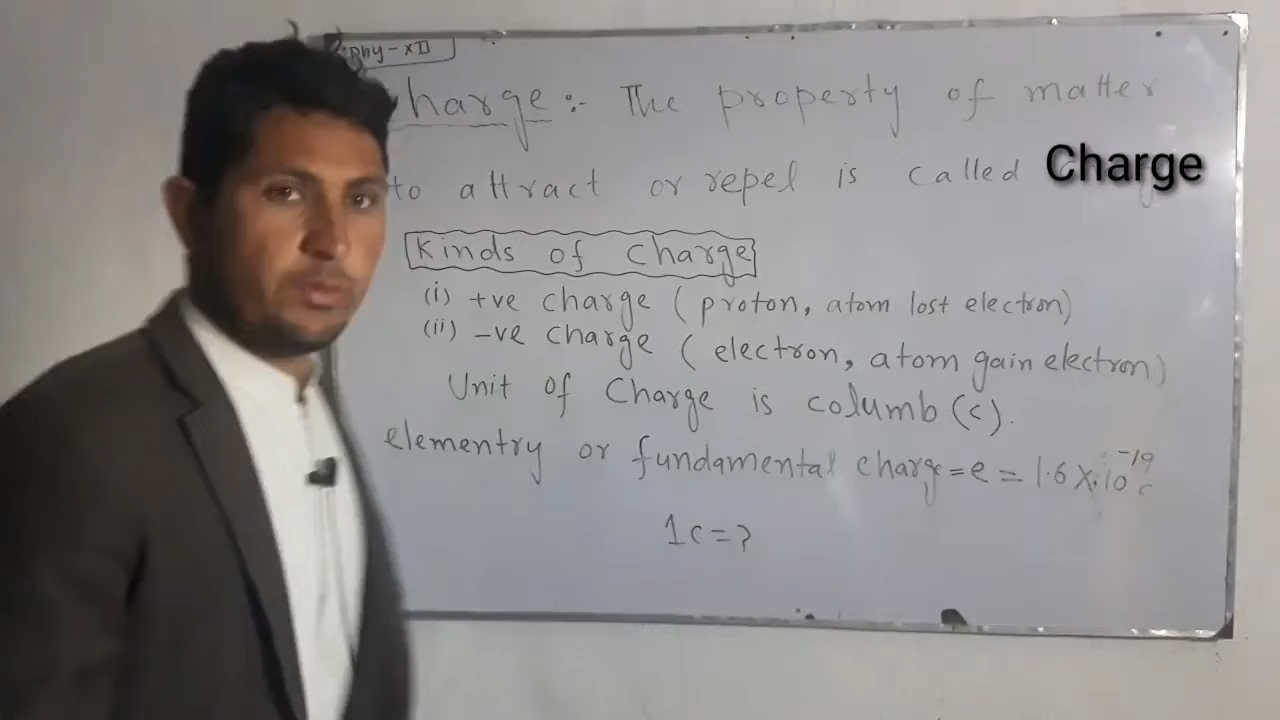 Phy-XII
charge :- The property of matter
to attract or repel is called Charge
Kinds of charge
(i) +ve charge (proton, atom lost electron)
(ii) -ve charge (electron, atom gain electron)
Unit of Charge is columb (c).
elementry or fundamental charge = e = 1.6 X 10^-19 c
1c = ?